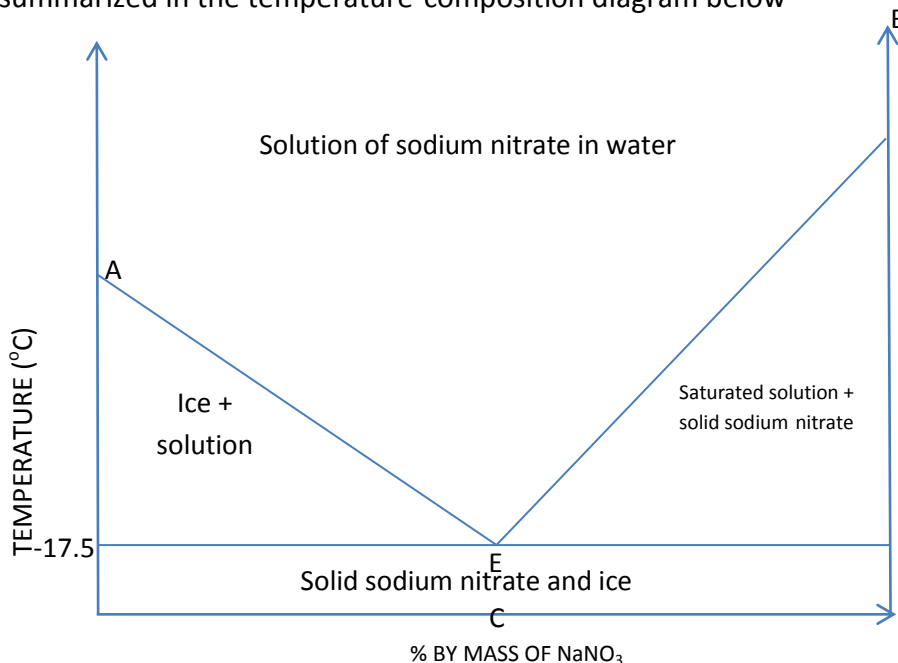 summarized in the temperature-composition diagram below
B
Solution of sodium nitrate in water
A
TEMPERATURE (°C)
Ice +
solution
Saturated solution +
solid sodium nitrate
-17.5
E
Solid sodium nitrate and ice
C
% BY MASS OF NaNO₃